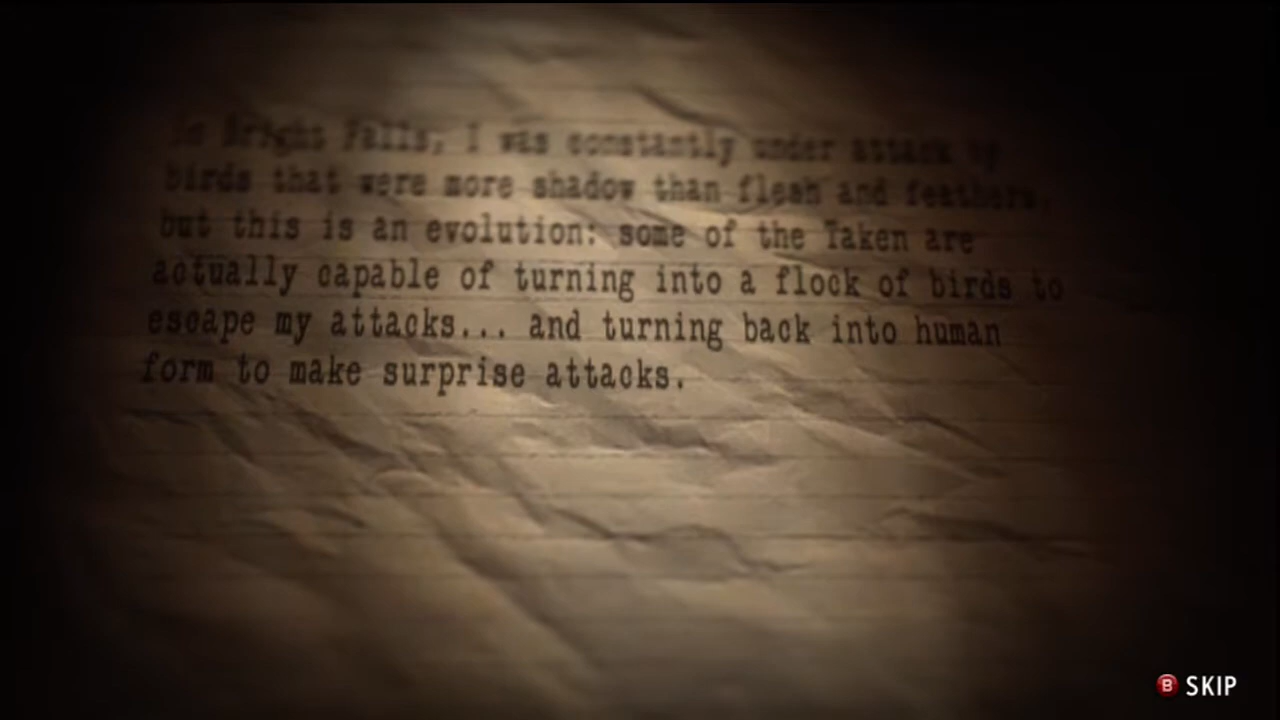 In Bright Falls, I was constantly under attack by
birds that were more shadow than flesh and feathers,
but this is an evolution: some of the Taken are
actually capable of turning into a flock of birds to
escape my attacks... and turning back into human
form to make surprise attacks.
B SKIP